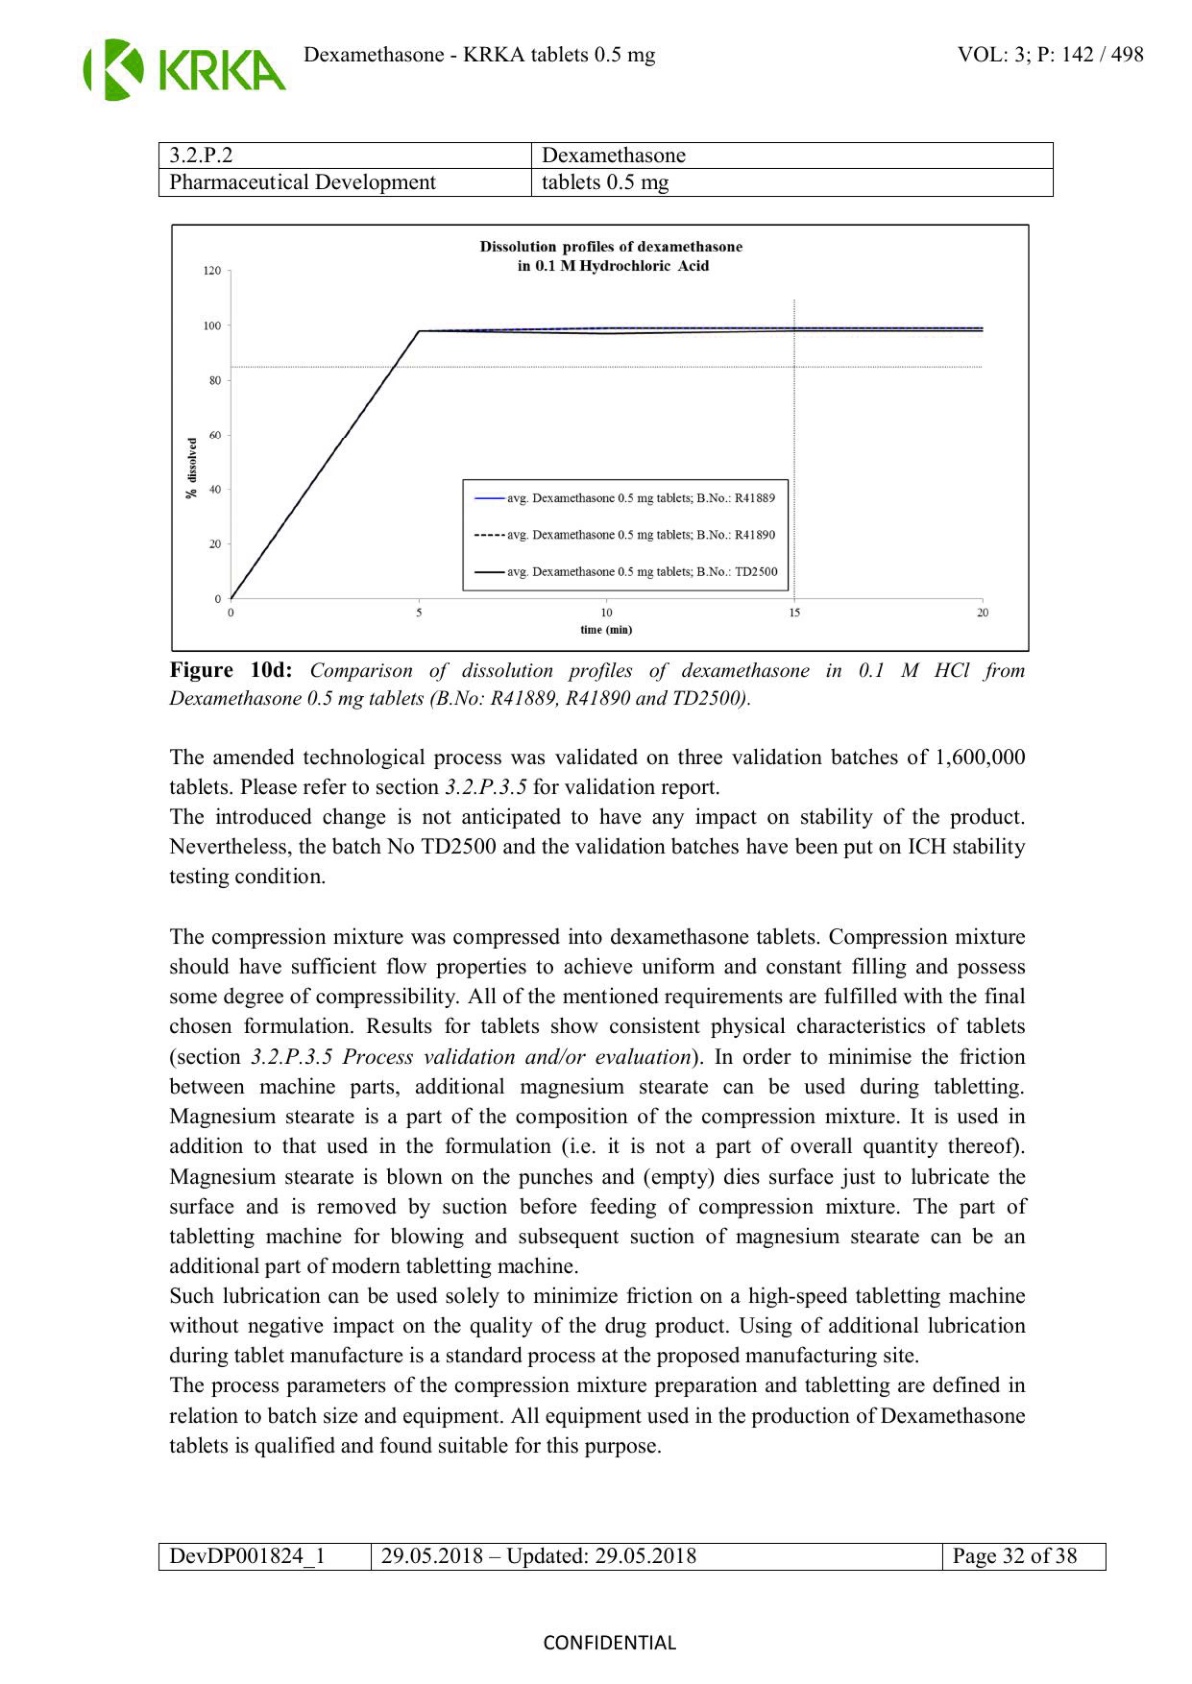 KRKA
Dexamethasone - KRKA tablets 0.5 mg
VOL: 3; P: 142 / 498
3.2.P.2
Dexamethasone
Pharmaceutical Development
tablets 0.5 mg
Dissolution profiles of dexamethasone
in 0.1 M Hydrochloric Acid
120
100
80
60
40
20
0
% dissolved
avg. Dexamethasone 0.5 mg tablets; B.No.: R41889
avg. Dexamethasone 0.5 mg tablets; B.No.: R41890
avg. Dexamethasone 0.5 mg tablets; B.No.: TD2500
0
5
10
15
20
time (min)
Figure 10d: Comparison of dissolution profiles of dexamethasone in 0.1 M HCl from
Dexamethasone 0.5 mg tablets (B.No: R41889, R41890 and TD2500).
The amended technological process was validated on three validation batches of 1,600,000
tablets. Please refer to section 3.2.P.3.5 for validation report.
The introduced change is not anticipated to have any impact on stability of the product.
Nevertheless, the batch No TD2500 and the validation batches have been put on ICH stability
testing condition.
The compression mixture was compressed into dexamethasone tablets. Compression mixture
should have sufficient flow properties to achieve uniform and constant filling and possess
some degree of compressibility. All of the mentioned requirements are fulfilled with the final
chosen formulation. Results for tablets show consistent physical characteristics of tablets
(section 3.2.P.3.5 Process validation and/or evaluation). In order to minimise the friction
between machine parts, additional magnesium stearate can be used during tabletting.
Magnesium stearate is a part of the composition of the compression mixture. It is used in
addition to that used in the formulation (i.e. it is not a part of overall quantity thereof).
Magnesium stearate is blown on the punches and (empty) dies surface just to lubricate the
surface and is removed by suction before feeding of compression mixture. The part of
tabletting machine for blowing and subsequent suction of magnesium stearate can be an
additional part of modern tabletting machine.
Such lubrication can be used solely to minimize friction on a high-speed tabletting machine
without negative impact on the quality of the drug product. Using of additional lubrication
during tablet manufacture is a standard process at the proposed manufacturing site.
The process parameters of the compression mixture preparation and tabletting are defined in
relation to batch size and equipment. All equipment used in the production of Dexamethasone
tablets is qualified and found suitable for this purpose.
DevDP001824_1
29.05.2018 – Updated: 29.05.2018
Page 32 of 38
CONFIDENTIAL